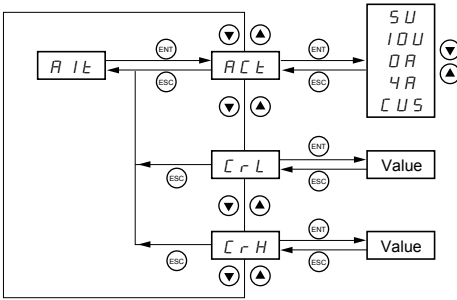 5U
ENT
ENT
10U
AIt
ACt
0A
ESC
ESC
4A
CUS
ENT
CrL
Value
ESC
ESC
ENT
CrH
Value
ESC
ESC